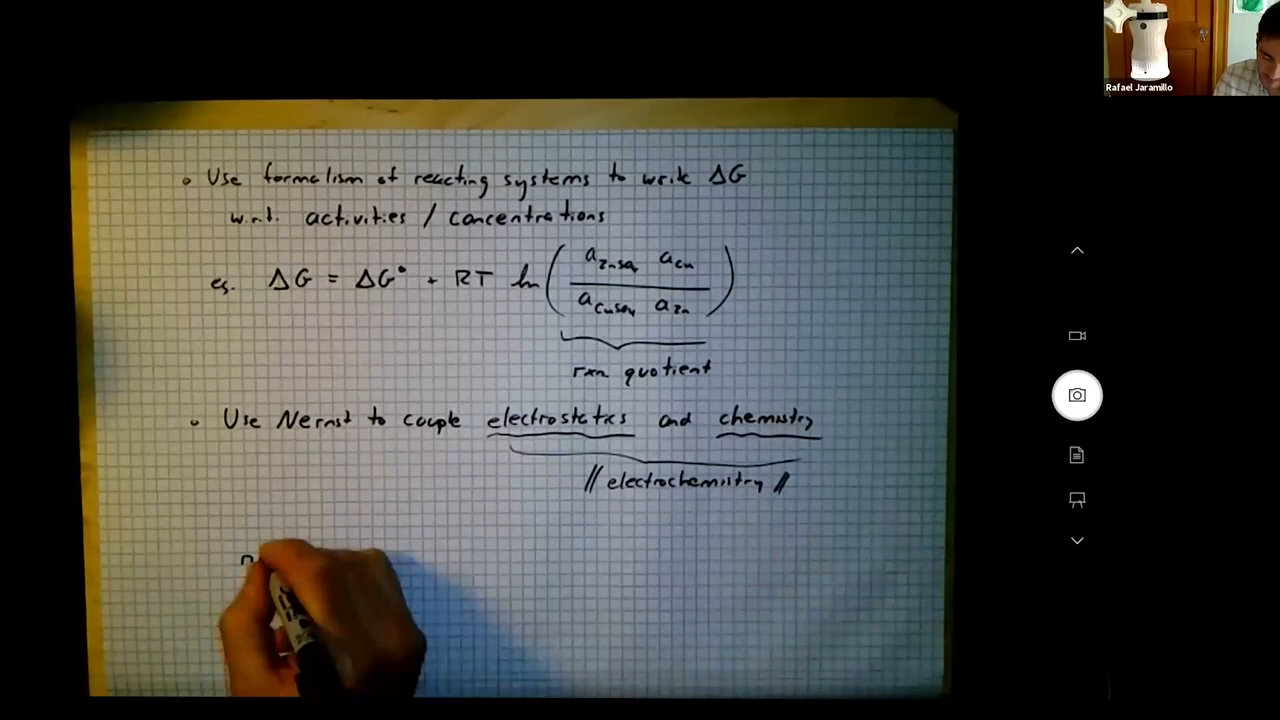 Rafael Jaramillo
• Use formalism of reacting systems to write ΔG
w.r.t. activities / concentrations
eg. ΔG = ΔG° + RT ln ( a_ZnSO4 a_Cu / a_CuSO4 a_Zn )
rxn quotient
• Use Nernst to couple electrostatics and chemistry
// electrochemistry //